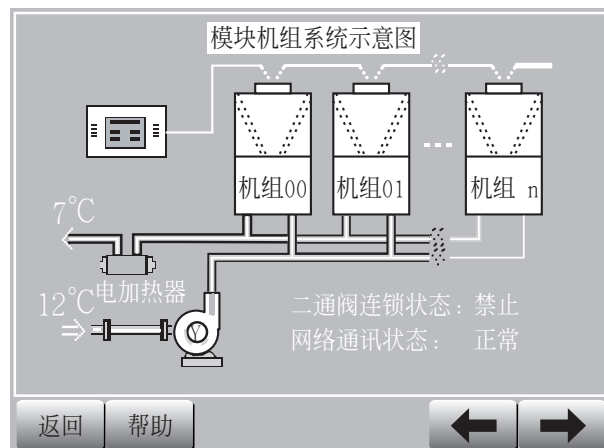 模块机组系统示意图
机组00
机组01
机组 n
7°C
电加热器
12°C
二通阀连锁状态：禁止
网络通讯状态： 正常
返回
帮助